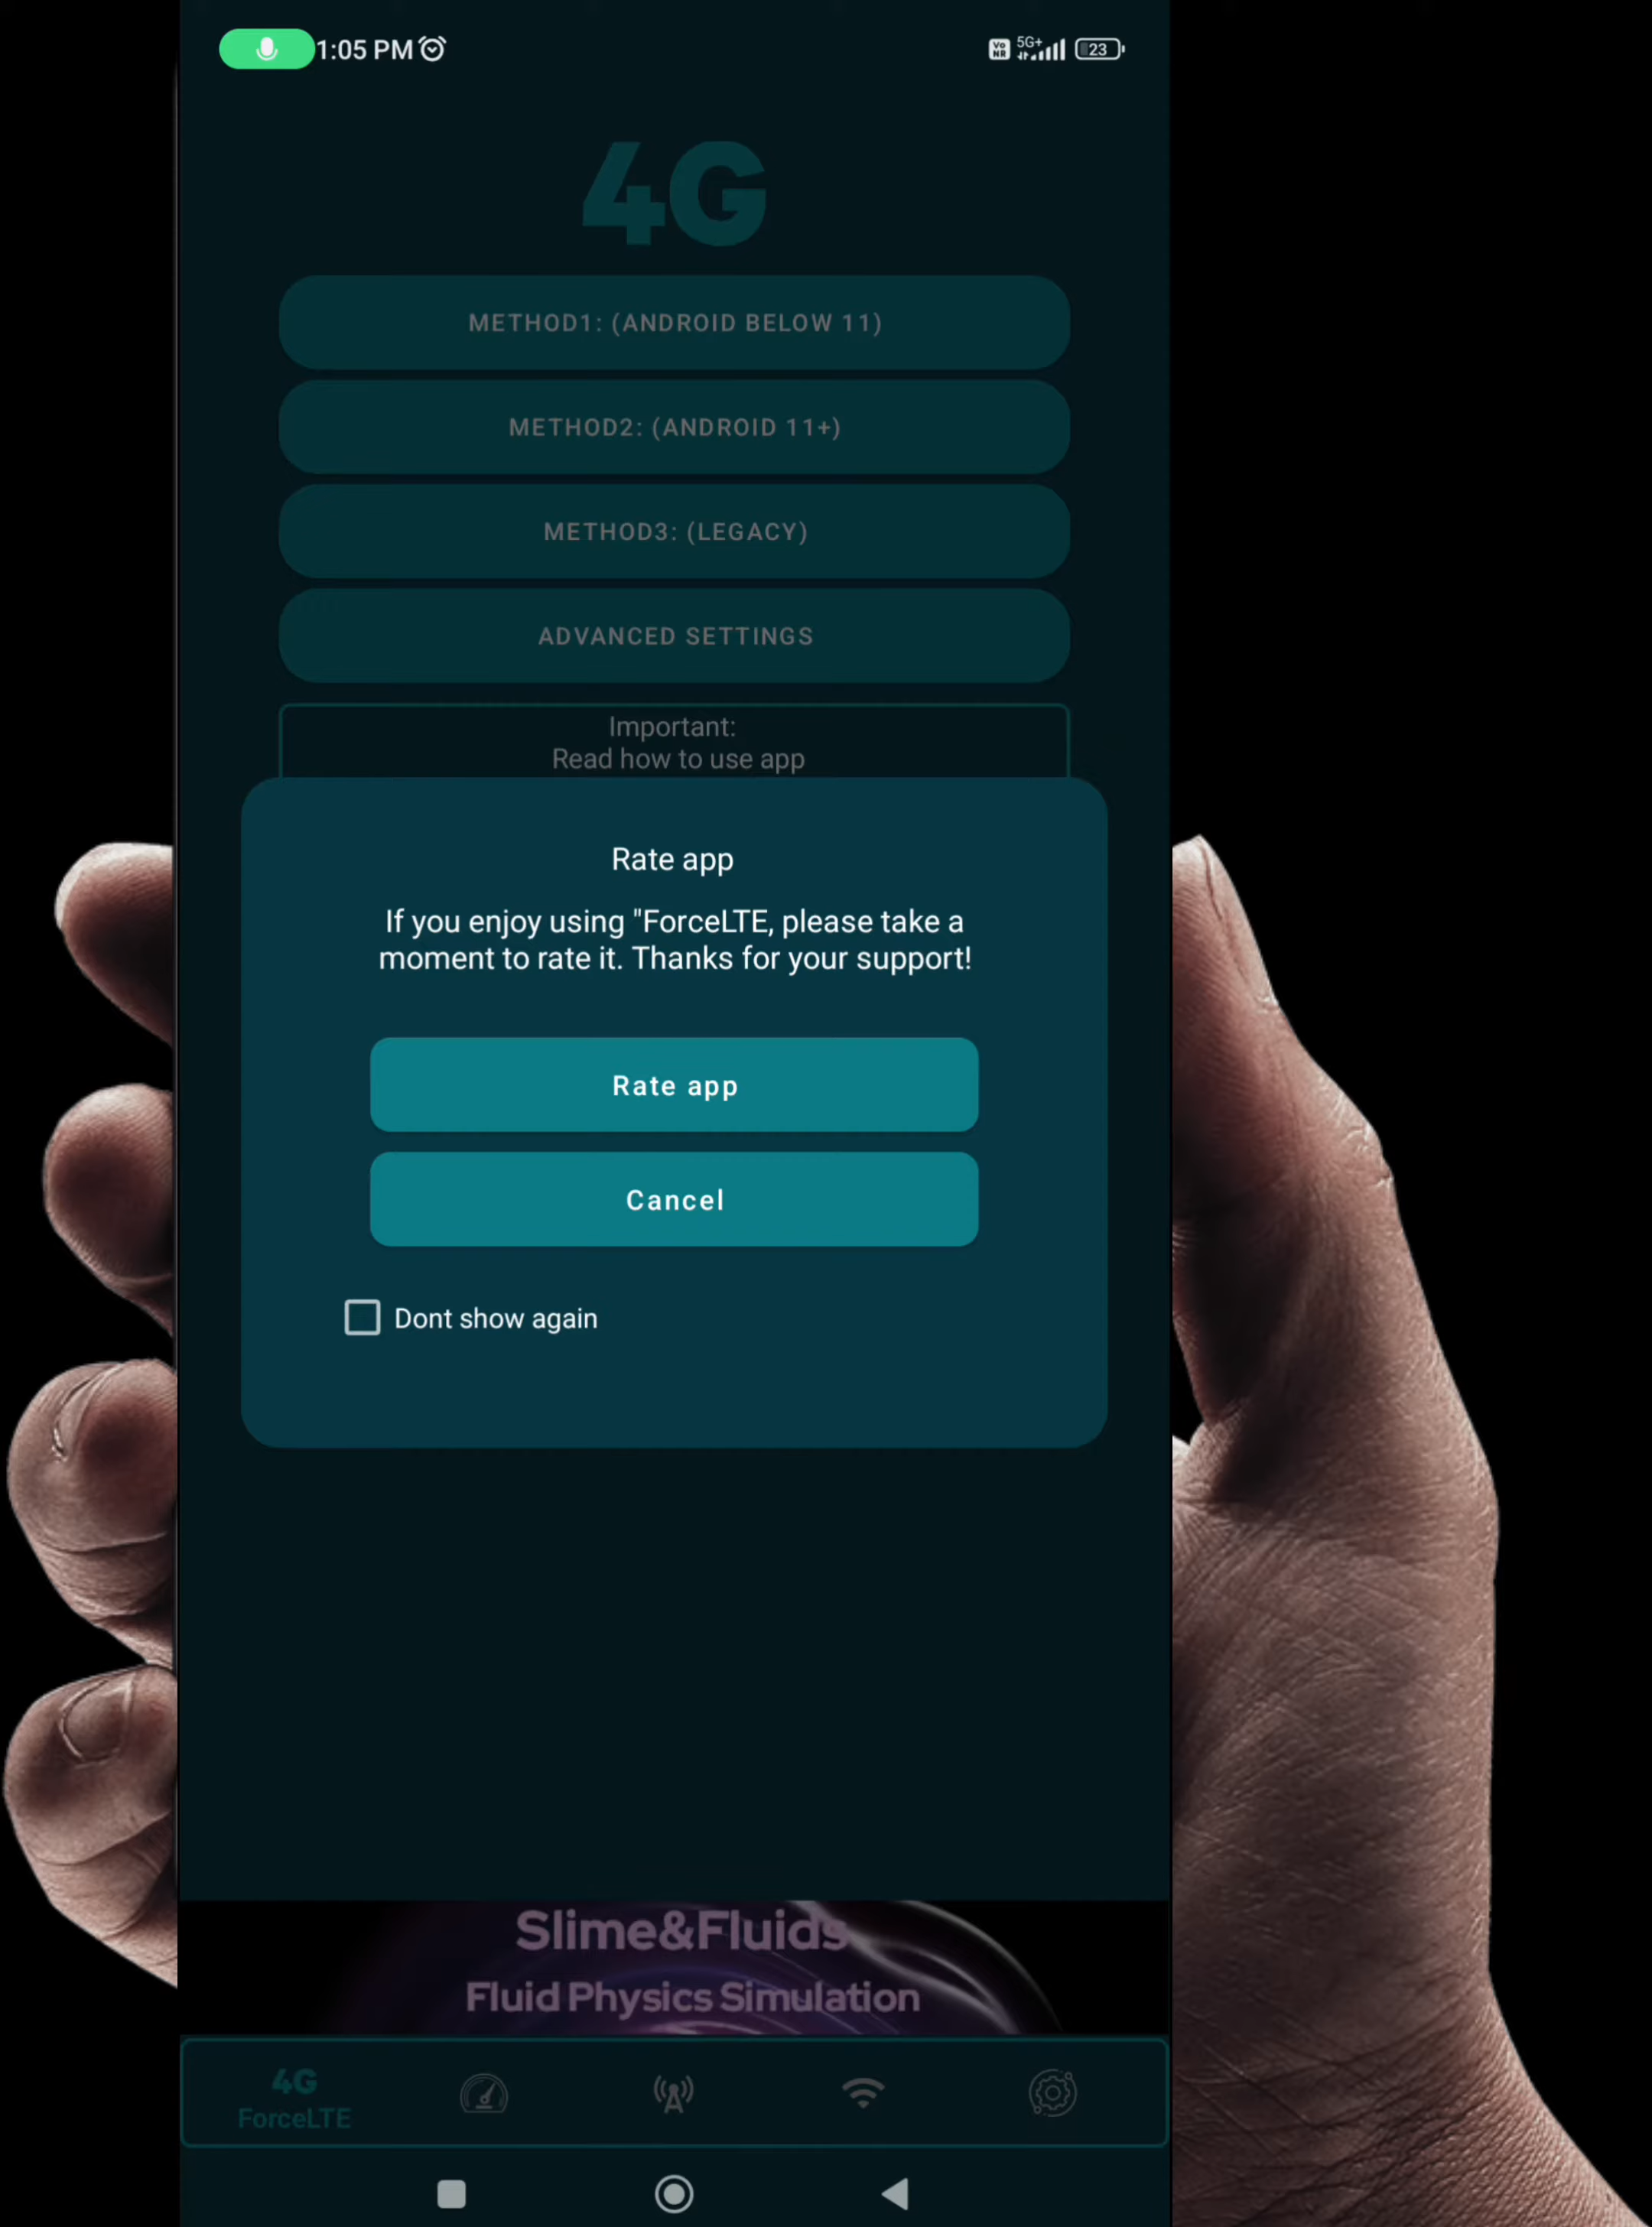 1:05 PM
Vo
NR
5G+
23
4G
METHOD1: (ANDROID BELOW 11)
METHOD2: (ANDROID 11+)
METHOD3: (LEGACY)
ADVANCED SETTINGS
Important:
Read how to use app
Rate app
If you enjoy using "ForceLTE, please take a
moment to rate it. Thanks for your support!
Rate app
Cancel
Dont show again
Slime&Fluids
Fluid Physics Simulation
4G
ForceLTE